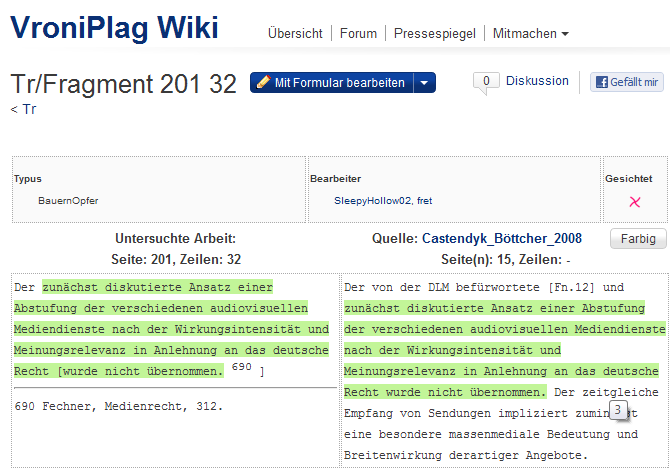 VroniPlag Wiki
Übersicht Forum Pressespiegel Mitmachen
Tr/Fragment 201 32 Mit Formular bearbeiten 0 Diskussion Gefällt mir
< Tr
Typus Bearbeiter Gesichtet
BauernOpfer SleepyHollow02, fret
Untersuchte Arbeit:
Seite: 201, Zeilen: 32
Quelle: Castendyk_Böttcher_2008
Seite(n): 15, Zeilen: -
Farbig
Der zunächst diskutierte Ansatz einer
Abstufung der verschiedenen audiovisuellen
Mediendienste nach der Wirkungsintensität und
Meinungsrelevanz in Anlehnung an das deutsche
Recht [wurde nicht übernommen. 690 ]
690 Fechner, Medienrecht, 312.
Der von der DLM befürwortete [Fn.12] und
zunächst diskutierte Ansatz einer Abstufung
der verschiedenen audiovisuellen Mediendienste
nach der Wirkungsintensität und
Meinungsrelevanz in Anlehnung an das deutsche
Recht wurde nicht übernommen. Der zeitgleiche
Empfang von Sendungen impliziert
3
eine besondere massenmediale Bedeutung und
Breitenwirkung derartiger Angebote.